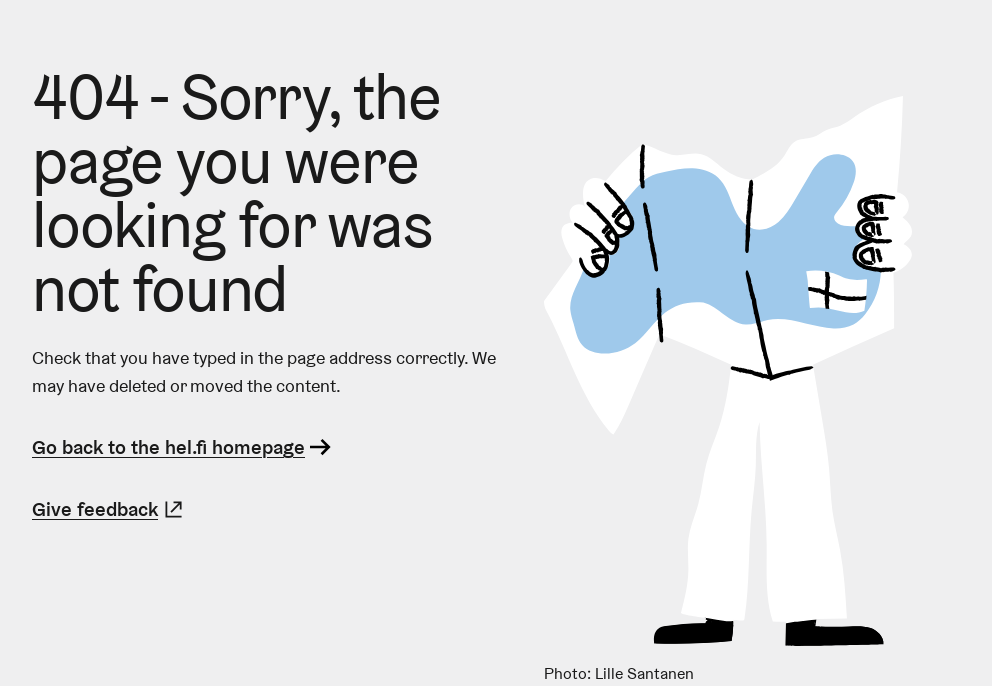 404 - Sorry, the
page you were
looking for was
not found
Check that you have typed in the page address correctly. We
may have deleted or moved the content.
Go back to the hel.fi homepage
Give feedback
Photo: Lille Santanen